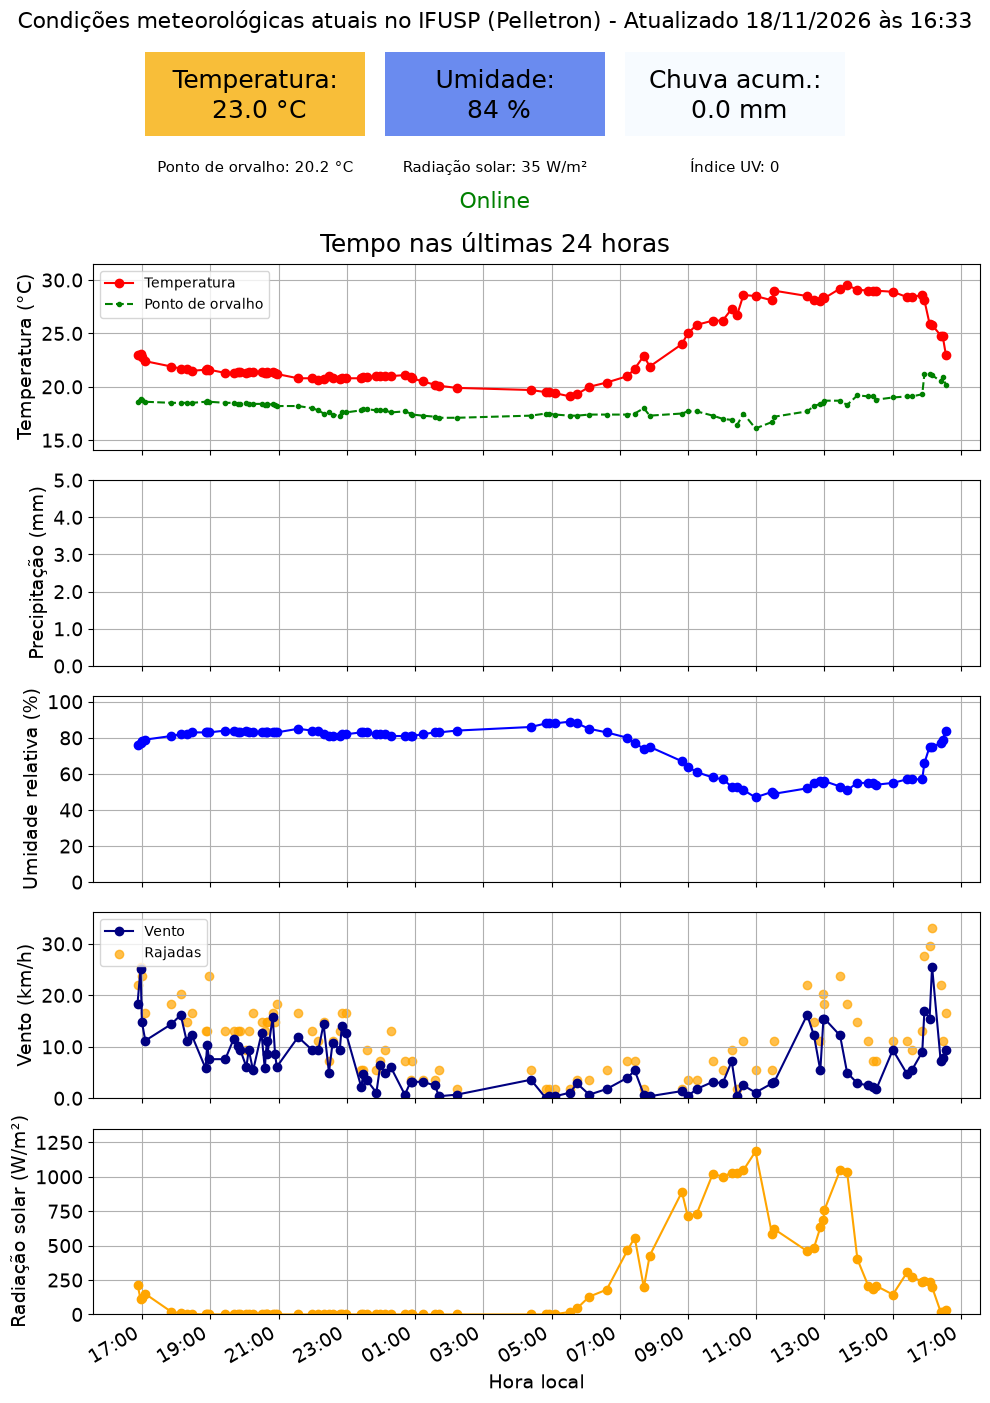 Condições meteorológicas atuais no IFUSP (Pelletron) - Atualizado 18/11/2026 às 16:33
Temperatura:
23.0 °C
Umidade:
84 %
Chuva acum.:
0.0 mm
Ponto de orvalho: 20.2 °C
Radiação solar: 35 W/m²
Índice UV: 0
Online
Tempo nas últimas 24 horas
Temperatura (°C)
30.0
25.0
20.0
15.0
Temperatura
Ponto de orvalho
Precipitação (mm)
5.0
4.0
3.0
2.0
1.0
0.0
Umidade relativa (%)
100
80
60
40
20
0
Vento (km/h)
30.0
20.0
10.0
0.0
Vento
Rajadas
Radiação solar (W/m²)
1250
1000
750
500
250
0
17:00
19:00
21:00
23:00
01:00
03:00
05:00
07:00
09:00
11:00
13:00
15:00
17:00
Hora local